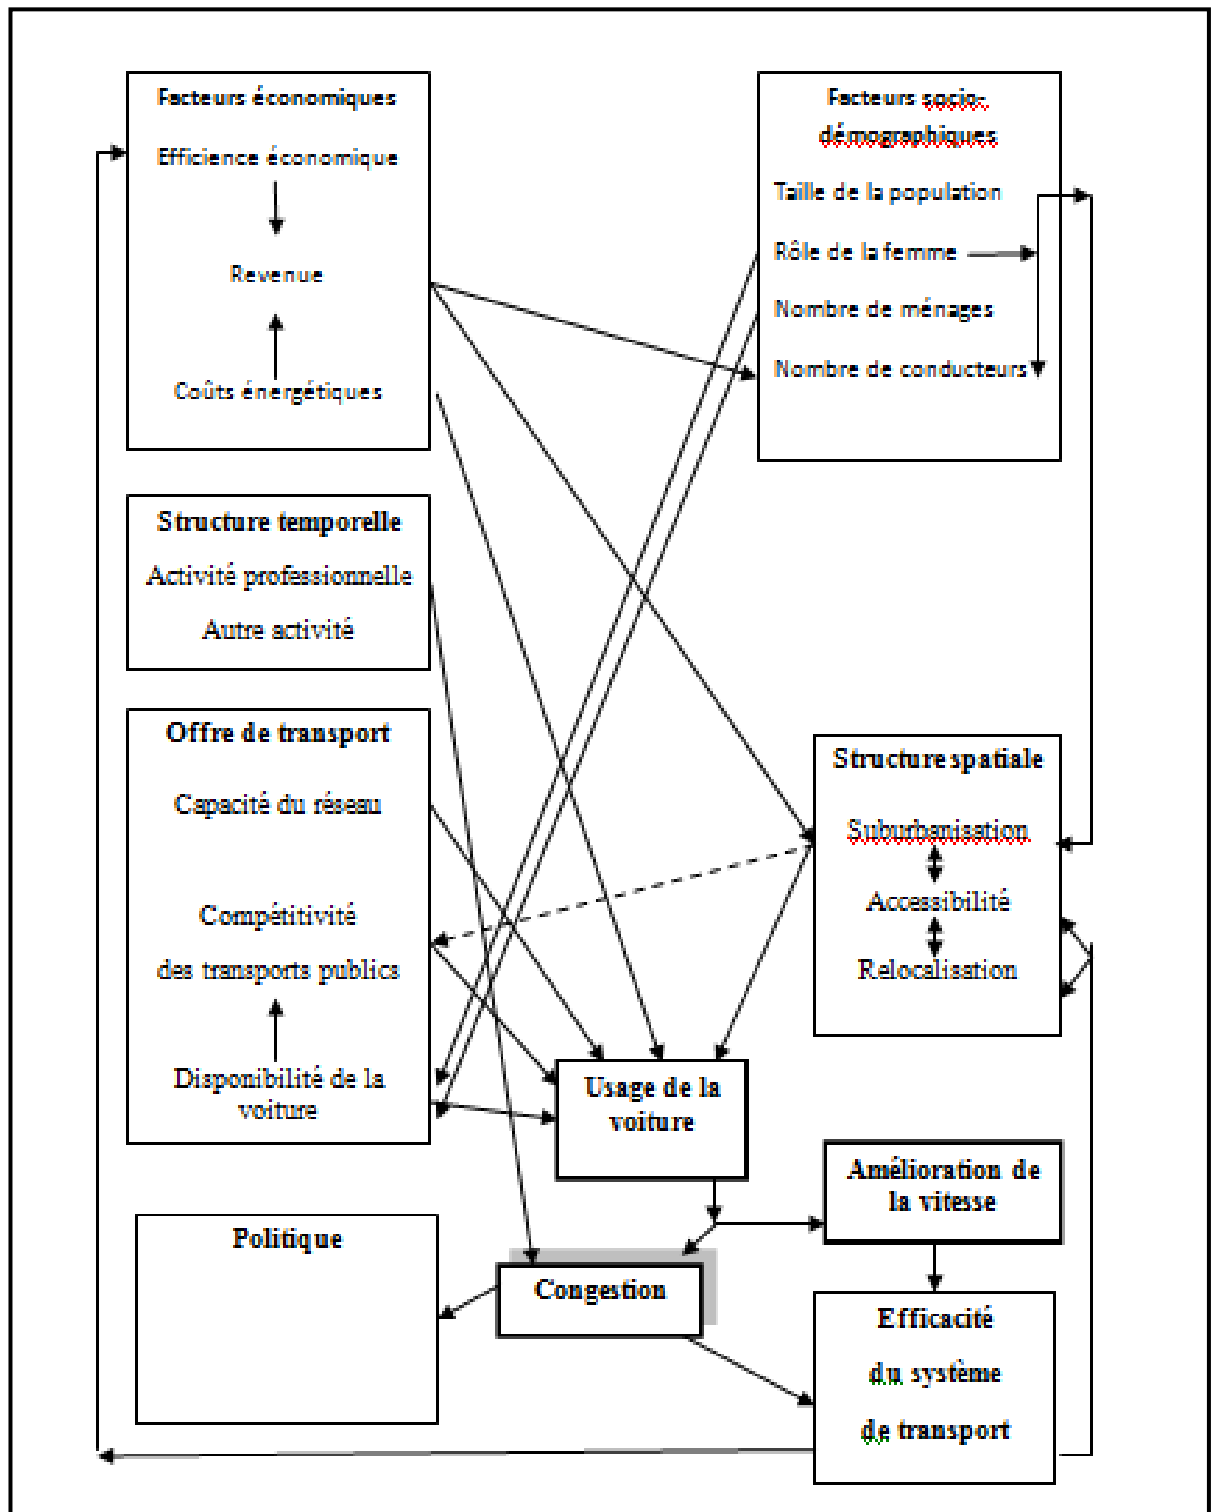 Facteurs économiques
Efficience économique
Revenue
Coûts énergétiques
Facteurs socio-
démographiques
Taille de la population
Rôle de la femme
Nombre de ménages
Nombre de conducteurs
Structure temporelle
Activité professionnelle
Autre activité
Offre de transport
Capacité du réseau
Compétitivité
des transports publics
Disponibilité de la
voiture
Structure spatiale
Suburbanisation
Accessibilité
Relocalisation
Usage de la
voiture
Amélioration de
la vitesse
Politique
Congestion
Efficacité
du système
de transport